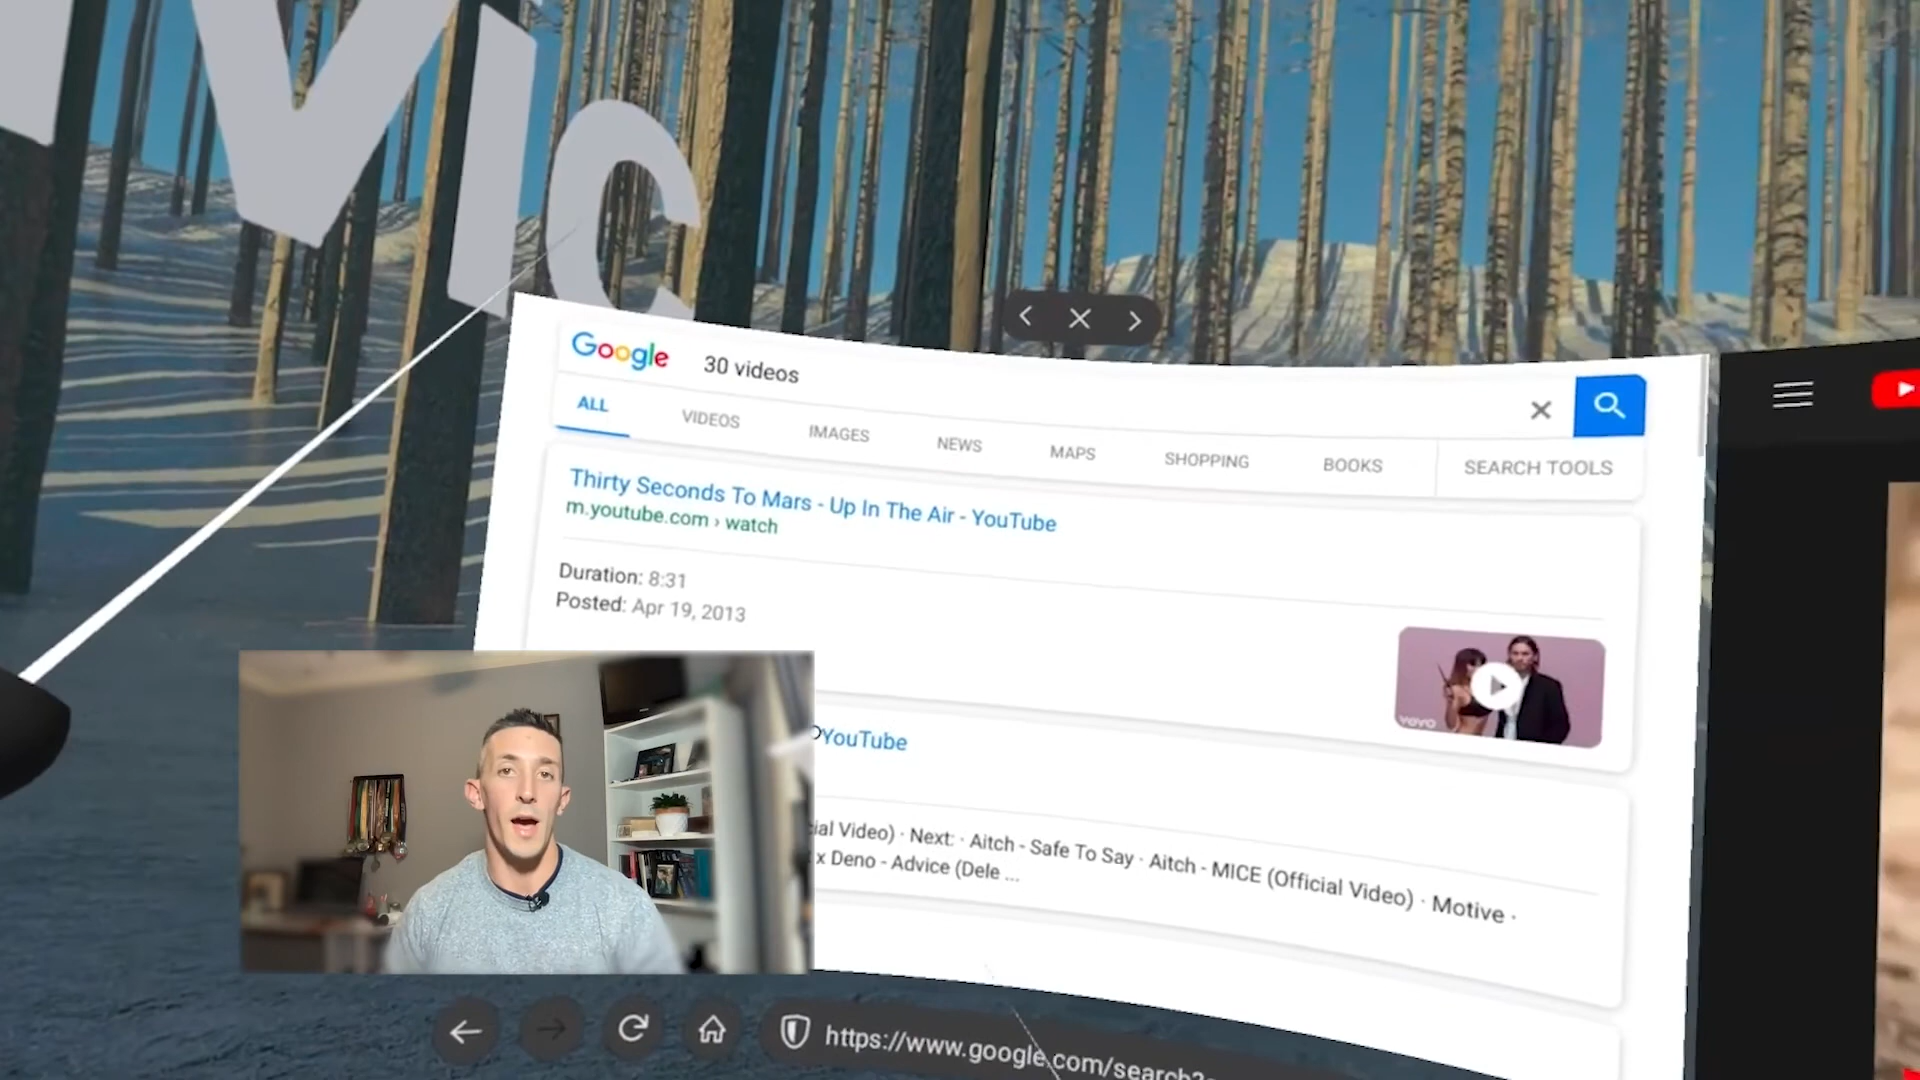 Vic
Google
30 videos
ALL
VIDEOS
IMAGES
NEWS
MAPS
SHOPPING
BOOKS
SEARCH TOOLS
Thirty Seconds To Mars - Up In The Air - YouTube
m.youtube.com › watch
Duration: 8:31
Posted: Apr 19, 2013
vevo
YouTube
cial Video) · Next: · Aitch - Safe To Say · Aitch - MICE (Official Video) · Motive ·
x Deno - Advice (Dele ...
https://www.google.com/search?